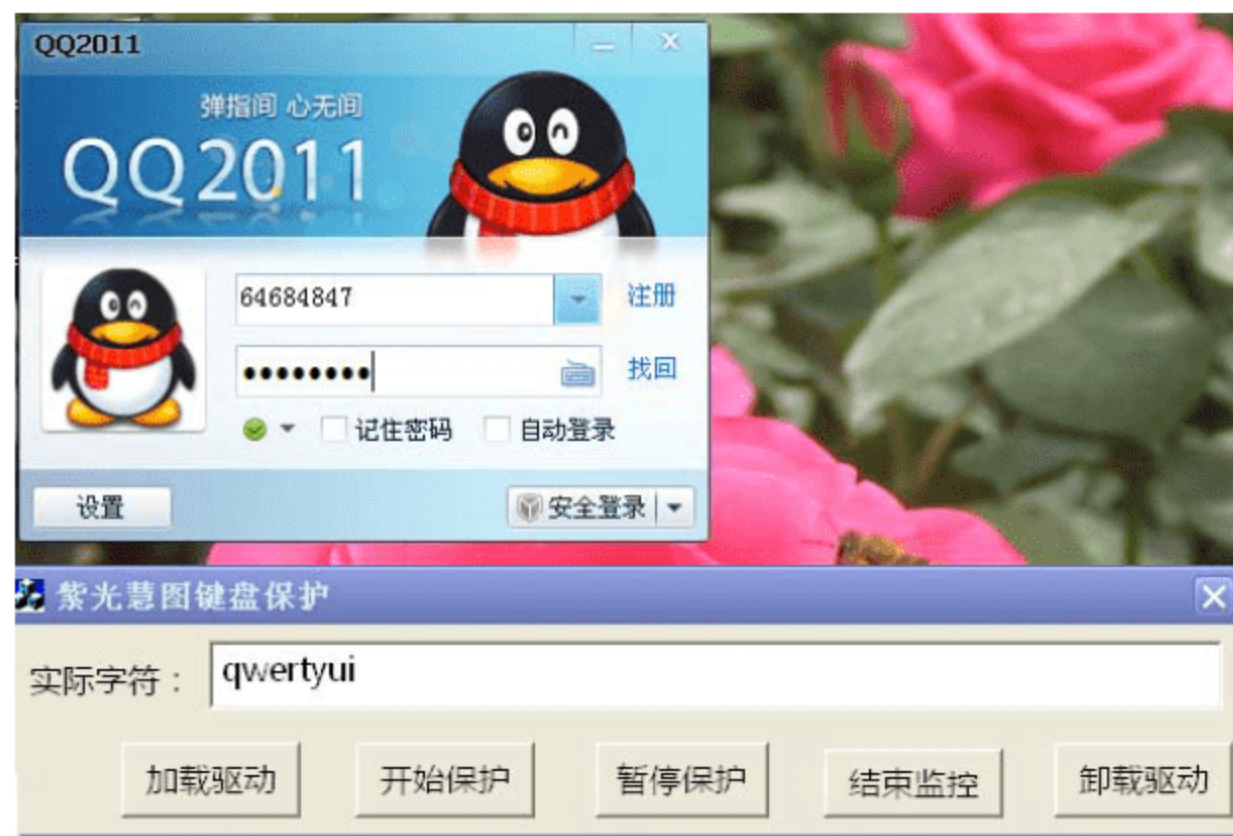 QQ2011
弹指间 心无间
QQ2011
64684847
注册
••••••••
找回
记住密码
自动登录
设置
安全登录
紫光慧图键盘保护
实际字符：
qwertyui
加载驱动
开始保护
暂停保护
结束监控
卸载驱动